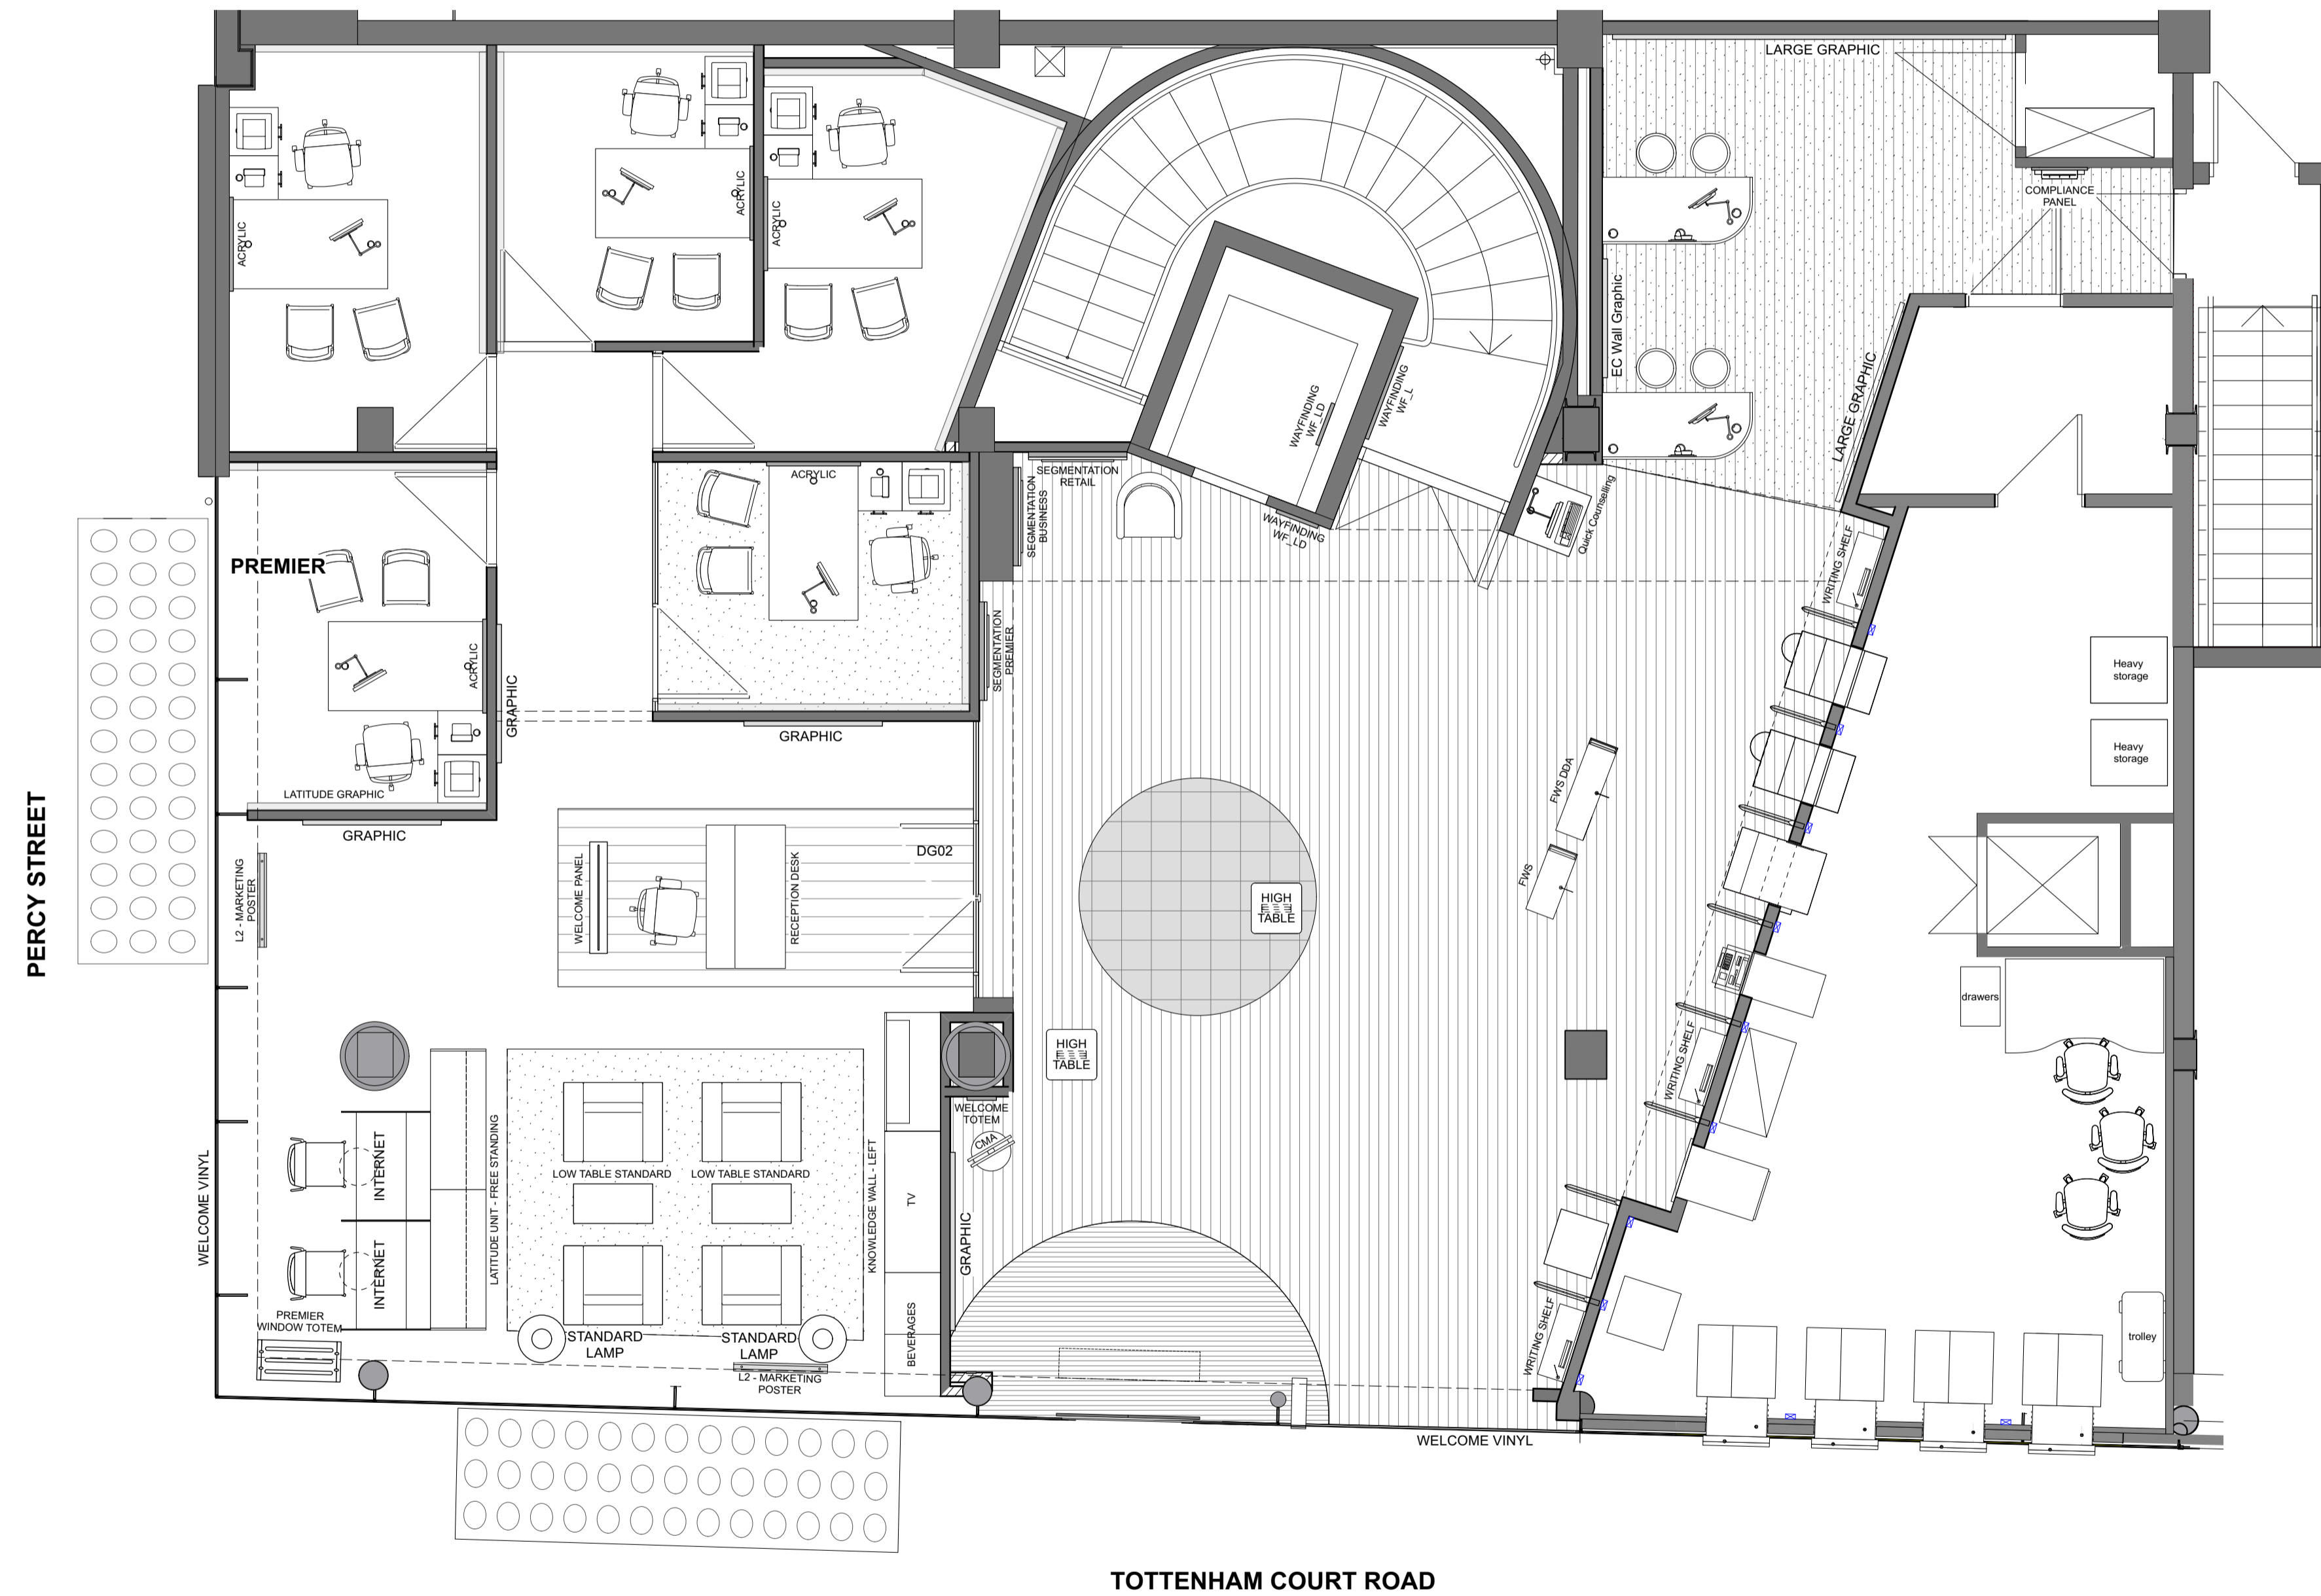 LARGE GRAPHIC
COMPLIANCE
PANEL
ACRYLIC
ACRYLIC
ACRYLIC
EC Wall Graphic
LARGE GRAPHIC
WAYFINDING
WF_LD
WAYFINDING
WF_L
WAYFINDING
WF_LD
Quick Counselling
SEGMENTATION
RETAIL
SEGMENTATION
BUSINESS
SEGMENTATION
PREMIER
ACRYLIC
PREMIER
ACRYLIC
GRAPHIC
GRAPHIC
LATITUDE GRAPHIC
GRAPHIC
WRITING SHELF
Heavy
storage
Heavy
storage
PERCY STREET
L2 - MARKETING
POSTER
WELCOME PANEL
RECEPTION DESK
DG02
HIGH
TABLE
HIGH
TABLE
FWS DDA
FWS
drawers
WRITING SHELF
WELCOME
TOTEM
CMA
WELCOME VINYL
INTERNET
INTERNET
LATITUDE UNIT - FREE STANDING
LOW TABLE STANDARD
LOW TABLE STANDARD
KNOWLEDGE WALL - LEFT
TV
BEVERAGES
GRAPHIC
PREMIER
WINDOW TOTEM
STANDARD
LAMP
STANDARD
LAMP
L2 - MARKETING
POSTER
WRITING SHELF
trolley
WELCOME VINYL
TOTTENHAM COURT ROAD